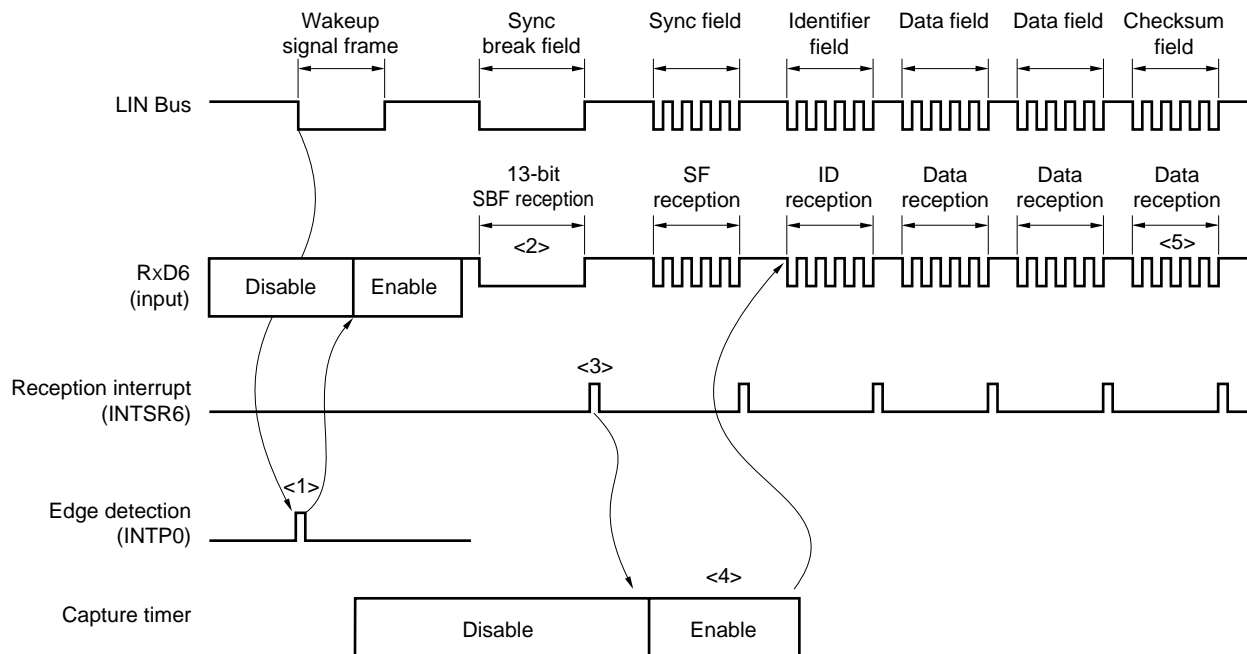 Wakeup
signal frame
Sync
break field
Sync field
Identifier
field
Data field
Data field
Checksum
field
LIN Bus
13-bit
SBF reception
SF
reception
ID
reception
Data
reception
Data
reception
Data
reception
<2>
<5>
RxD6
(input)
Disable
Enable
<3>
Reception interrupt
(INTSR6)
<1>
Edge detection
(INTP0)
<4>
Capture timer
Disable
Enable